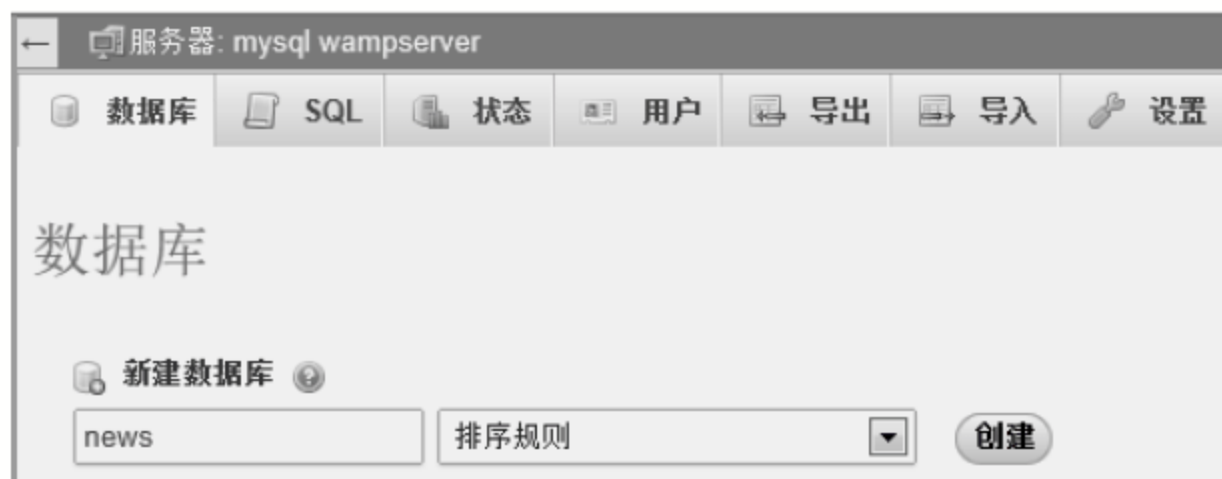 ← 服务器: mysql wampserver
数据库 SQL 状态 用户 导出 导入 设置
数据库
新建数据库
news 排序规则 创建